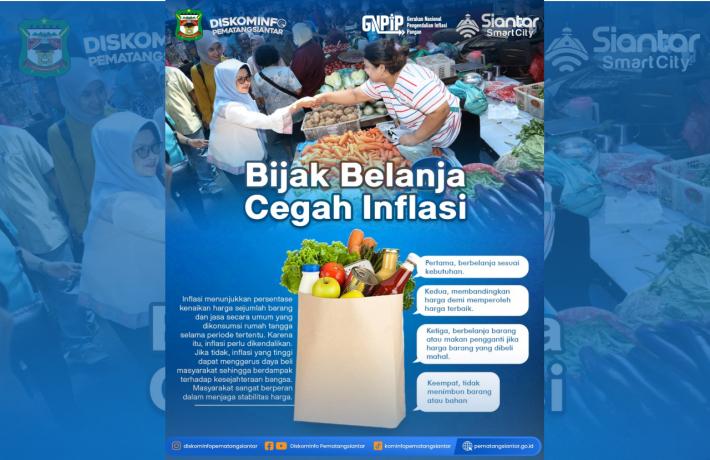 DISKOMINFO
PEMATANGSIANTAR
GNPIP
Gerakan Nasional
Pengendalian Inflasi
Pangan
Siantar
SmartCity
Bijak Belanja
Cegah Inflasi
Inflasi menunjukkan persentase
kenaikan harga sejumlah barang
dan jasa secara umum yang
dikonsumsi rumah tangga
selama periode tertentu. Karena
itu, inflasi perlu dikendalikan.
Jika tidak, inflasi yang tinggi
dapat menggerus daya beli
masyarakat sehingga berdampak
terhadap kesejahteraan bangsa.
Masyarakat sangat berperan
dalam menjaga stabilitas harga.
Pertama, berbelanja sesuai
kebutuhan.
Kedua, membandingkan
harga demi memperoleh
harga terbaik.
Ketiga, berbelanja barang
atau makan pengganti jika
harga barang yang dibeli
mahal.
Keempat, tidak
menimbun barang
atau bahan
diskominfopematangsiantar
Diskominfo Pematangsiantar
kominfopematangsiantar
pematangsiantar.go.id